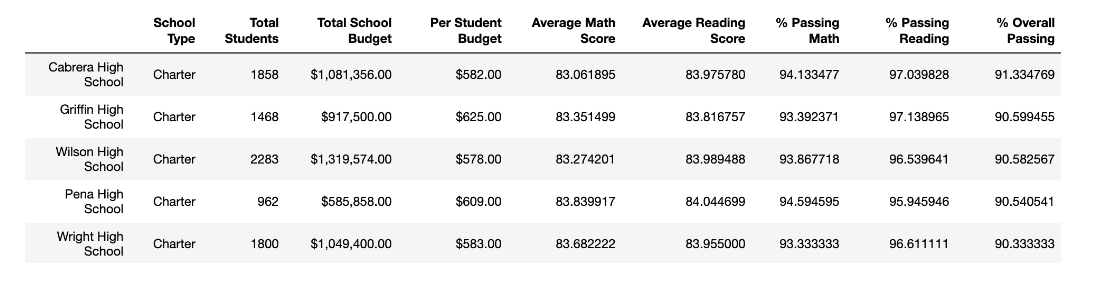 School Type Total Students Total School Budget Per Student Budget Average Math Score Average Reading Score % Passing Math % Passing Reading % Overall Passing
Cabrera High School Charter 1858 $1,081,356.00 $582.00 83.061895 83.975780 94.133477 97.039828 91.334769
Griffin High School Charter 1468 $917,500.00 $625.00 83.351499 83.816757 93.392371 97.138965 90.599455
Wilson High School Charter 2283 $1,319,574.00 $578.00 83.274201 83.989488 93.867718 96.539641 90.582567
Pena High School Charter 962 $585,858.00 $609.00 83.839917 84.044699 94.594595 95.945946 90.540541
Wright High School Charter 1800 $1,049,400.00 $583.00 83.682222 83.955000 93.333333 96.611111 90.333333